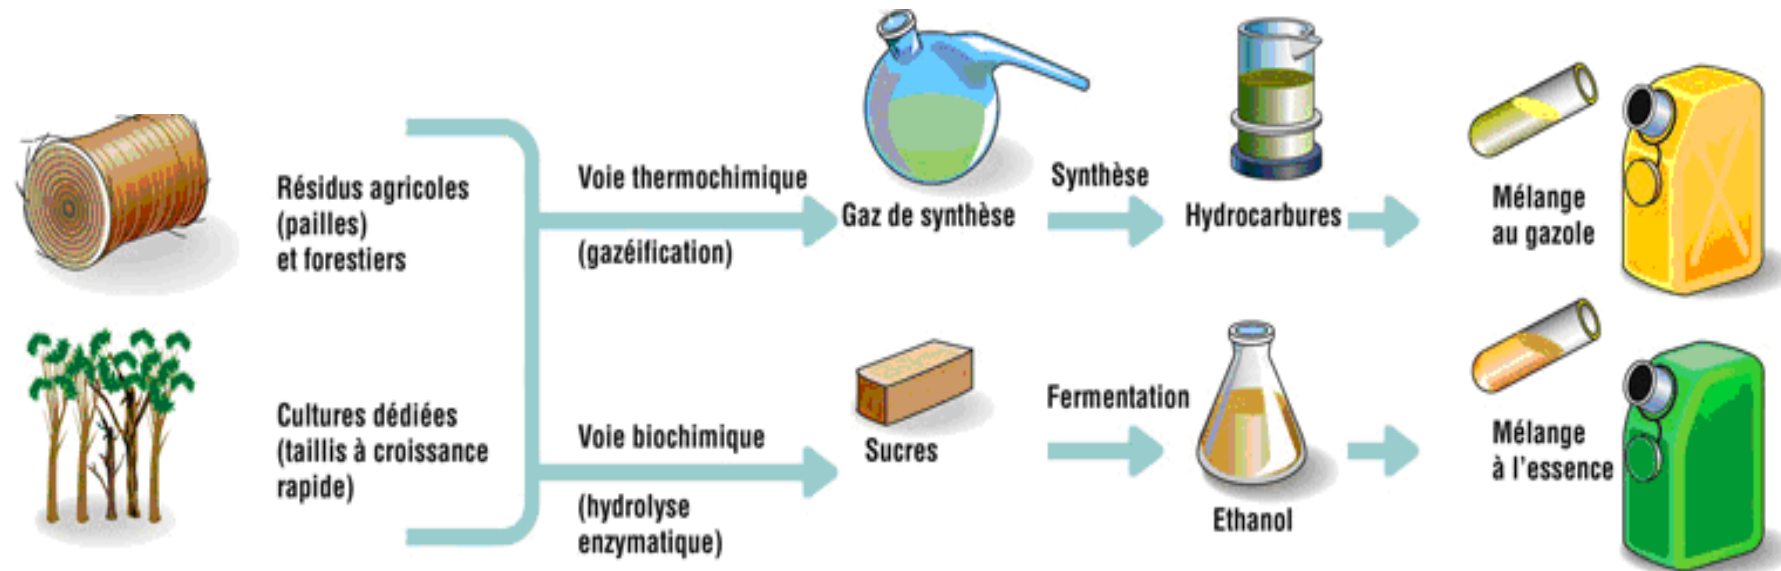 Résidus agricoles
(pailles)
et forestiers
Cultures dédiées
(taillis à croissance
rapide)
Voie thermochimique
(gazéification)
Gaz de synthèse
Synthèse
Hydrocarbures
Mélange
au gazole
Voie biochimique
(hydrolyse
enzymatique)
Sucres
Fermentation
Ethanol
Mélange
à l'essence